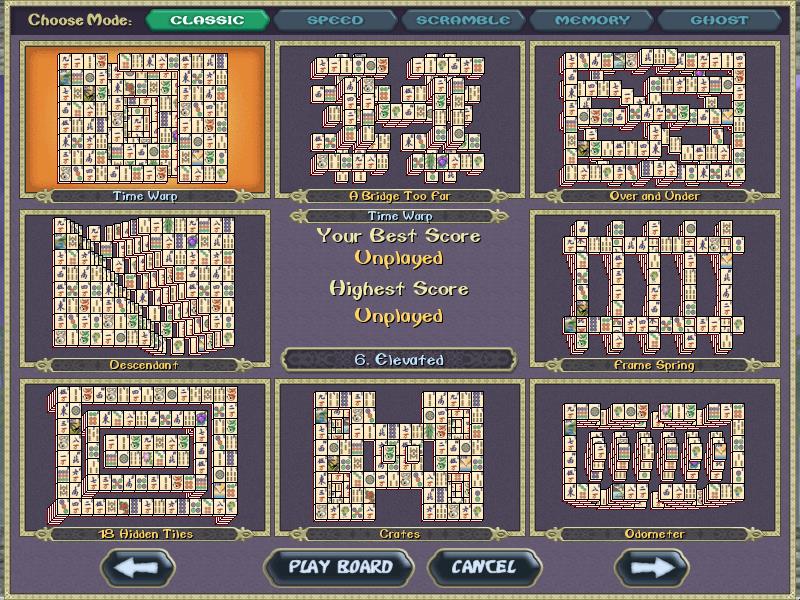 Choose Mode: CLASSIC SPEED SCRAMBLE MEMORY GHOST
Time Warp A Bridge Too Far Over and Under
Time Warp
Your Best Score
Unplayed
Highest Score
Unplayed
6. Elevated
Descendant Frame Spring
18 Hidden Tiles Crates Odometer
PLAY BOARD CANCEL